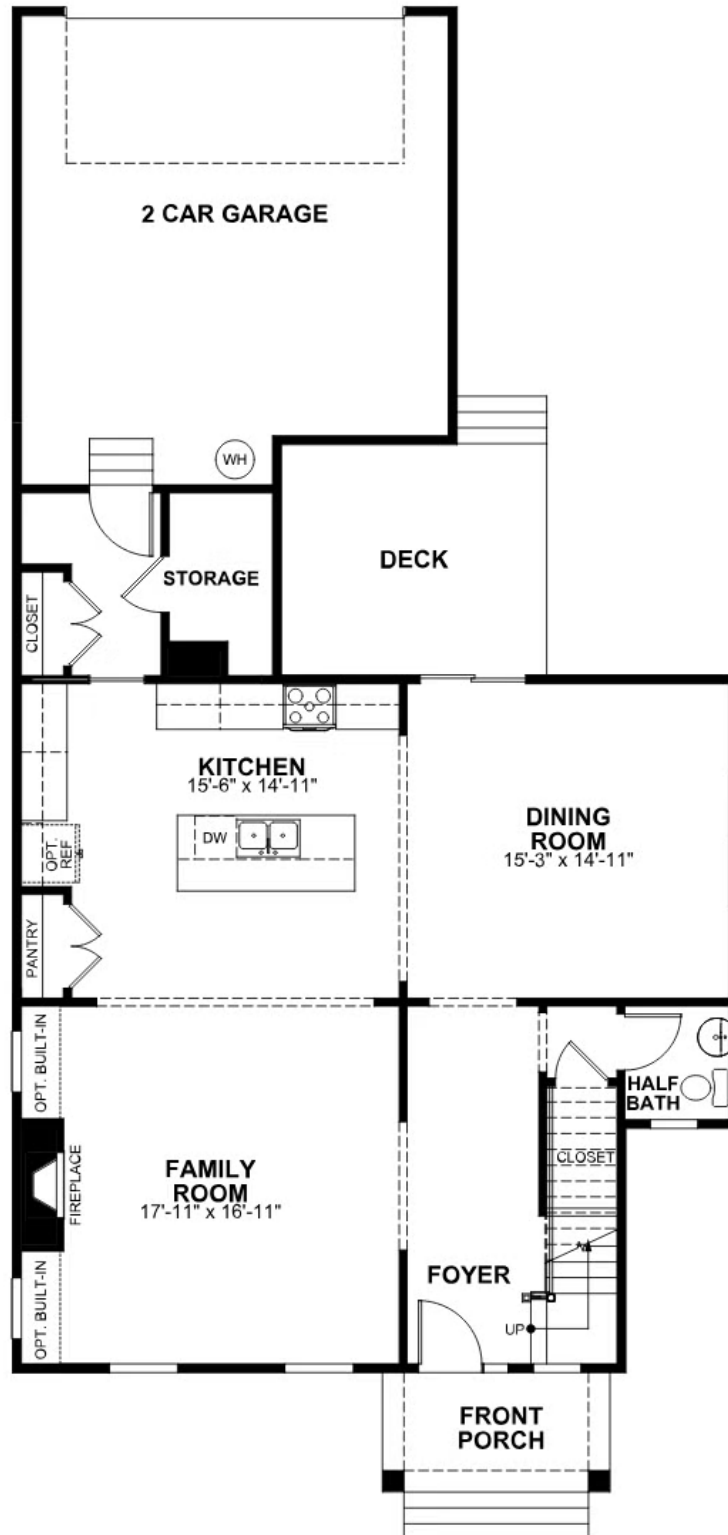 2 CAR GARAGE
WH
DECK
STORAGE
CLOSET
KITCHEN
15'-6" x 14'-11"
DW
OPT.
REF
DINING
ROOM
15'-3" x 14'-11"
PANTRY
OPT. BUILT-IN
HALF
BATH
FAMILY
ROOM
17'-11" x 16'-11"
FIREPLACE
CLOSET
OPT. BUILT-IN
FOYER
UP
FRONT
PORCH